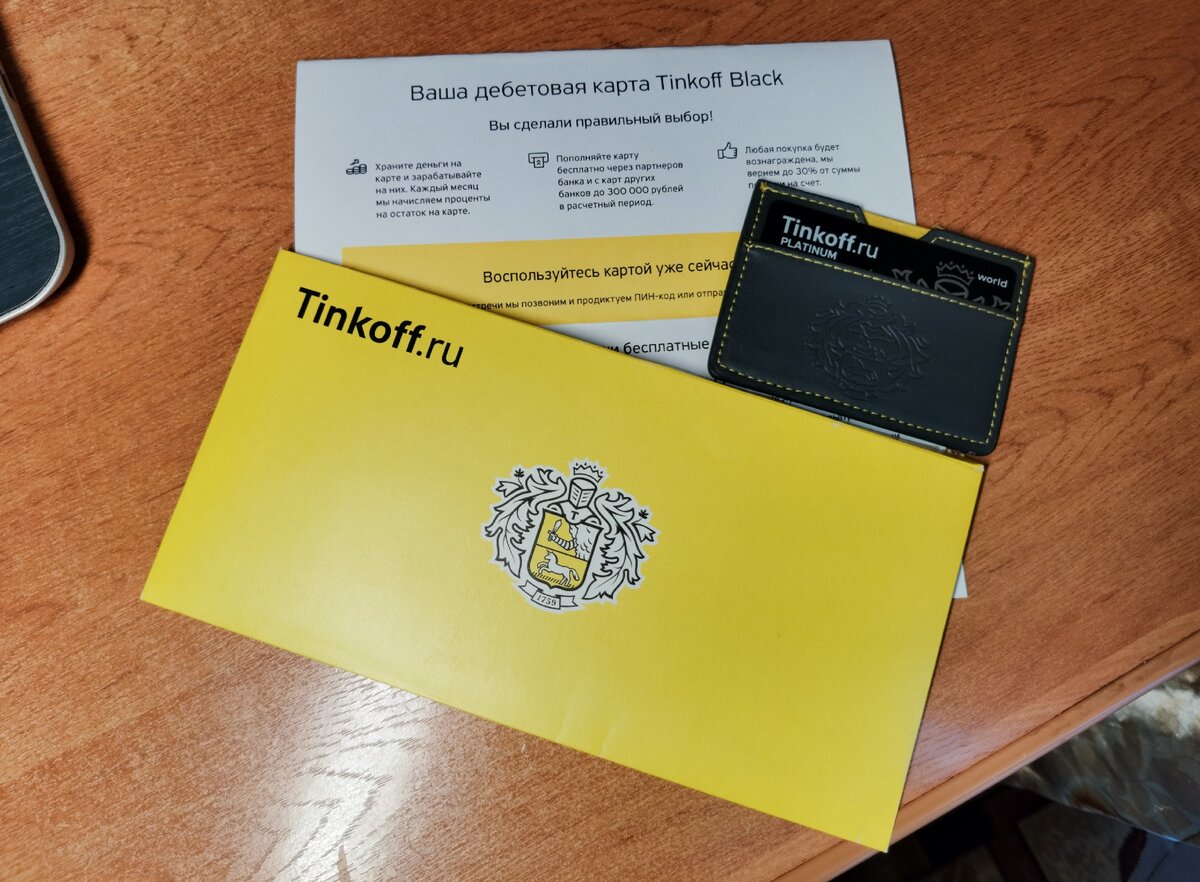 Ваша дебетовая карта Tinkoff Black
Вы сделали правильный выбор!
Храните деньги на
карте и зарабатывайте
на них. Каждый месяц
мы начисляем проценты
на остаток на карте.
Пополняйте карту
бесплатно через партнеров
банка и с карт других
банков до 300 000 рублей
в расчетный период.
Любая покупка будет
вознаграждена, мы
вернем до 30% от суммы
на счет.
Воспользуйтесь картой уже
мы позвоним и продиктуем ПИН-код или
бесплатные
Tinkoff.ru
PLATINUM
world
Tinkoff.ru
Т
1759